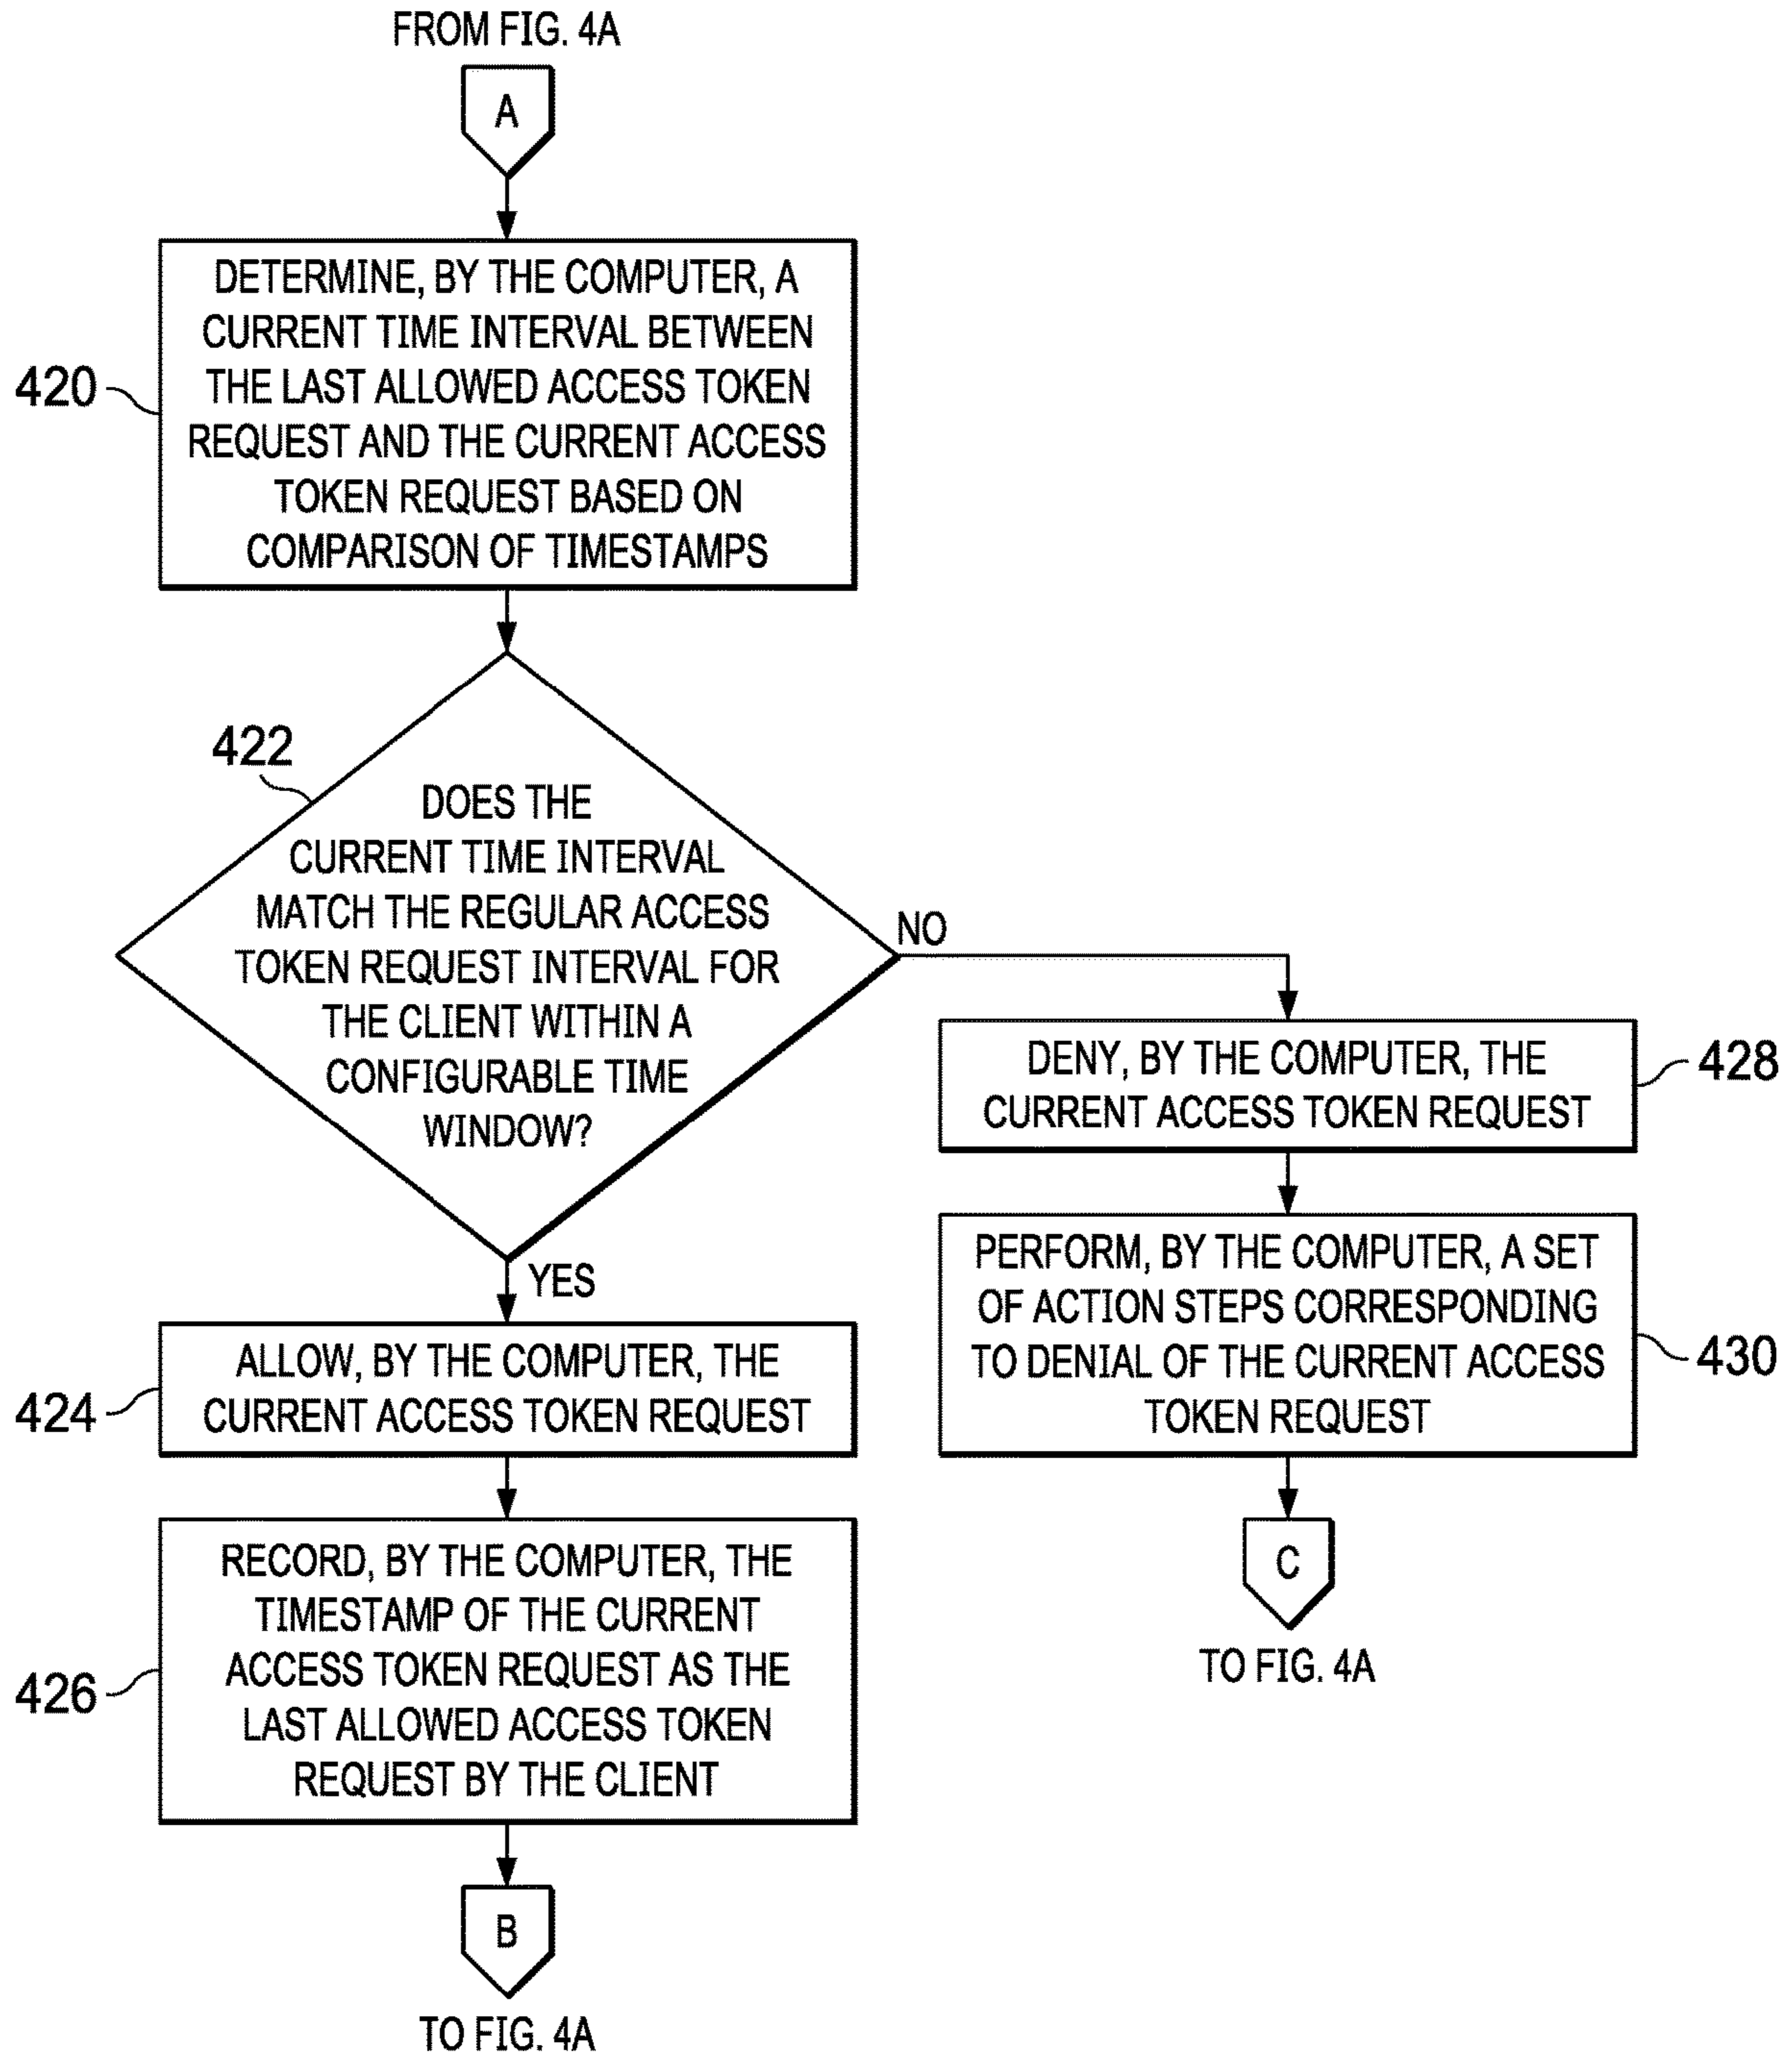 FROM FIG. 4A
A
420
DETERMINE, BY THE COMPUTER, A
CURRENT TIME INTERVAL BETWEEN
THE LAST ALLOWED ACCESS TOKEN
REQUEST AND THE CURRENT ACCESS
TOKEN REQUEST BASED ON
COMPARISON OF TIMESTAMPS
422
DOES THE
CURRENT TIME INTERVAL
MATCH THE REGULAR ACCESS
TOKEN REQUEST INTERVAL FOR
THE CLIENT WITHIN A
CONFIGURABLE TIME
WINDOW?
NO
YES
424
ALLOW, BY THE COMPUTER, THE
CURRENT ACCESS TOKEN REQUEST
426
RECORD, BY THE COMPUTER, THE
TIMESTAMP OF THE CURRENT
ACCESS TOKEN REQUEST AS THE
LAST ALLOWED ACCESS TOKEN
REQUEST BY THE CLIENT
B
TO FIG. 4A
DENY, BY THE COMPUTER, THE
CURRENT ACCESS TOKEN REQUEST
428
PERFORM, BY THE COMPUTER, A SET
OF ACTION STEPS CORRESPONDING
TO DENIAL OF THE CURRENT ACCESS
TOKEN REQUEST
430
C
TO FIG. 4A